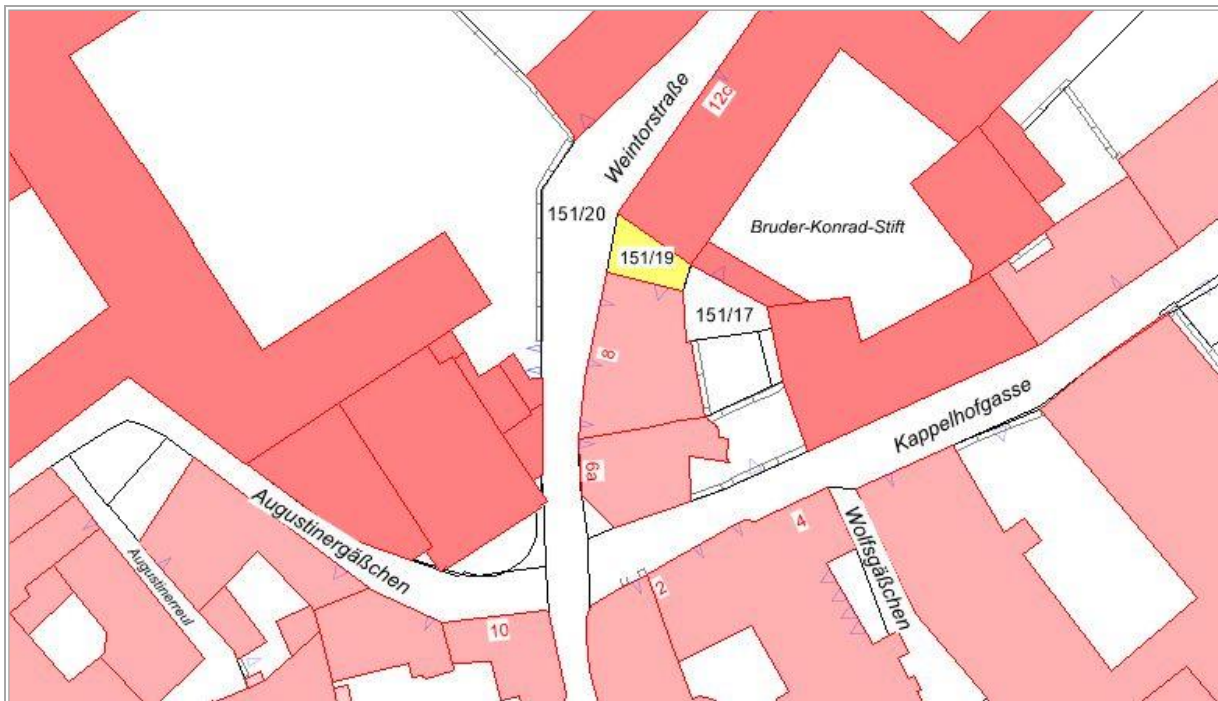 12c
Weintorstraße
151/20
Bruder-Konrad-Stift
151/19
151/17
8
Kappelhofgasse
6a
Augustinergäßchen
4
Wolfsgäßchen
Augustinerreul
2
10